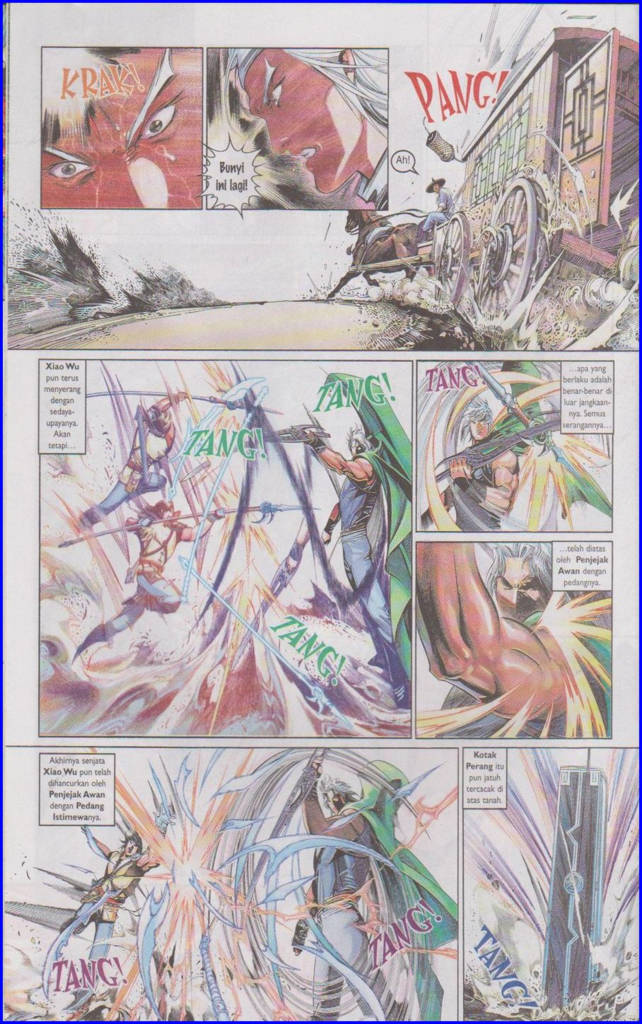 KRAK!
Bunyi
ini lagi!
Ah!
PANG!
Xiao Wu
pun terus
menyerang
dengan
sedaya-
upayanya.
Akan
tetapi...
TANG!
TANG!
TANG!
TANG!
...apa yang
berlaku adalah
benar-benar di
luar jangkaan-
nya. Semua
serangannya...
...telah diatas
oleh Penjejak
Awan dengan
pedangnya.
Akhirnya senjata
Xiao Wu pun telah
dihancurkan oleh
Penjejak Awan
dengan Pedang
Istimewanya.
TANG!
TANG!
Kotak
Perang itu
pun jatuh
tercacak di
atas tanah.
TANG!